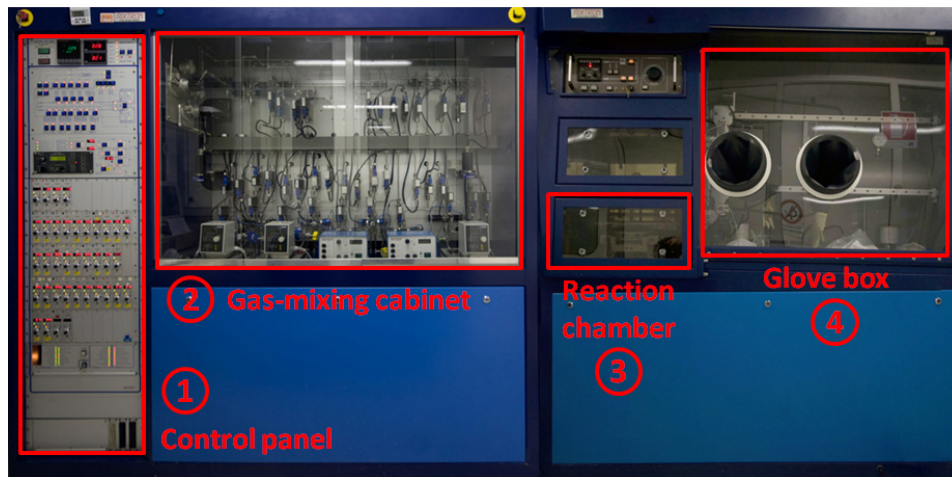 ② Gas-mixing cabinet
① Control panel
Reaction
chamber
③
Glove box
④